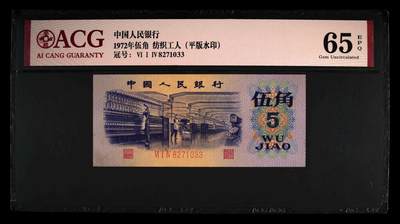 ACG
AI CANG GUARANTY
中国人民银行
1972年伍角 纺织工人（平版水印）
冠号：VI I IV 8271033
65 EPQ
Gem Uncirculated
中国人民银行
伍角
5
WU
JIAO
VI I IV 8271033